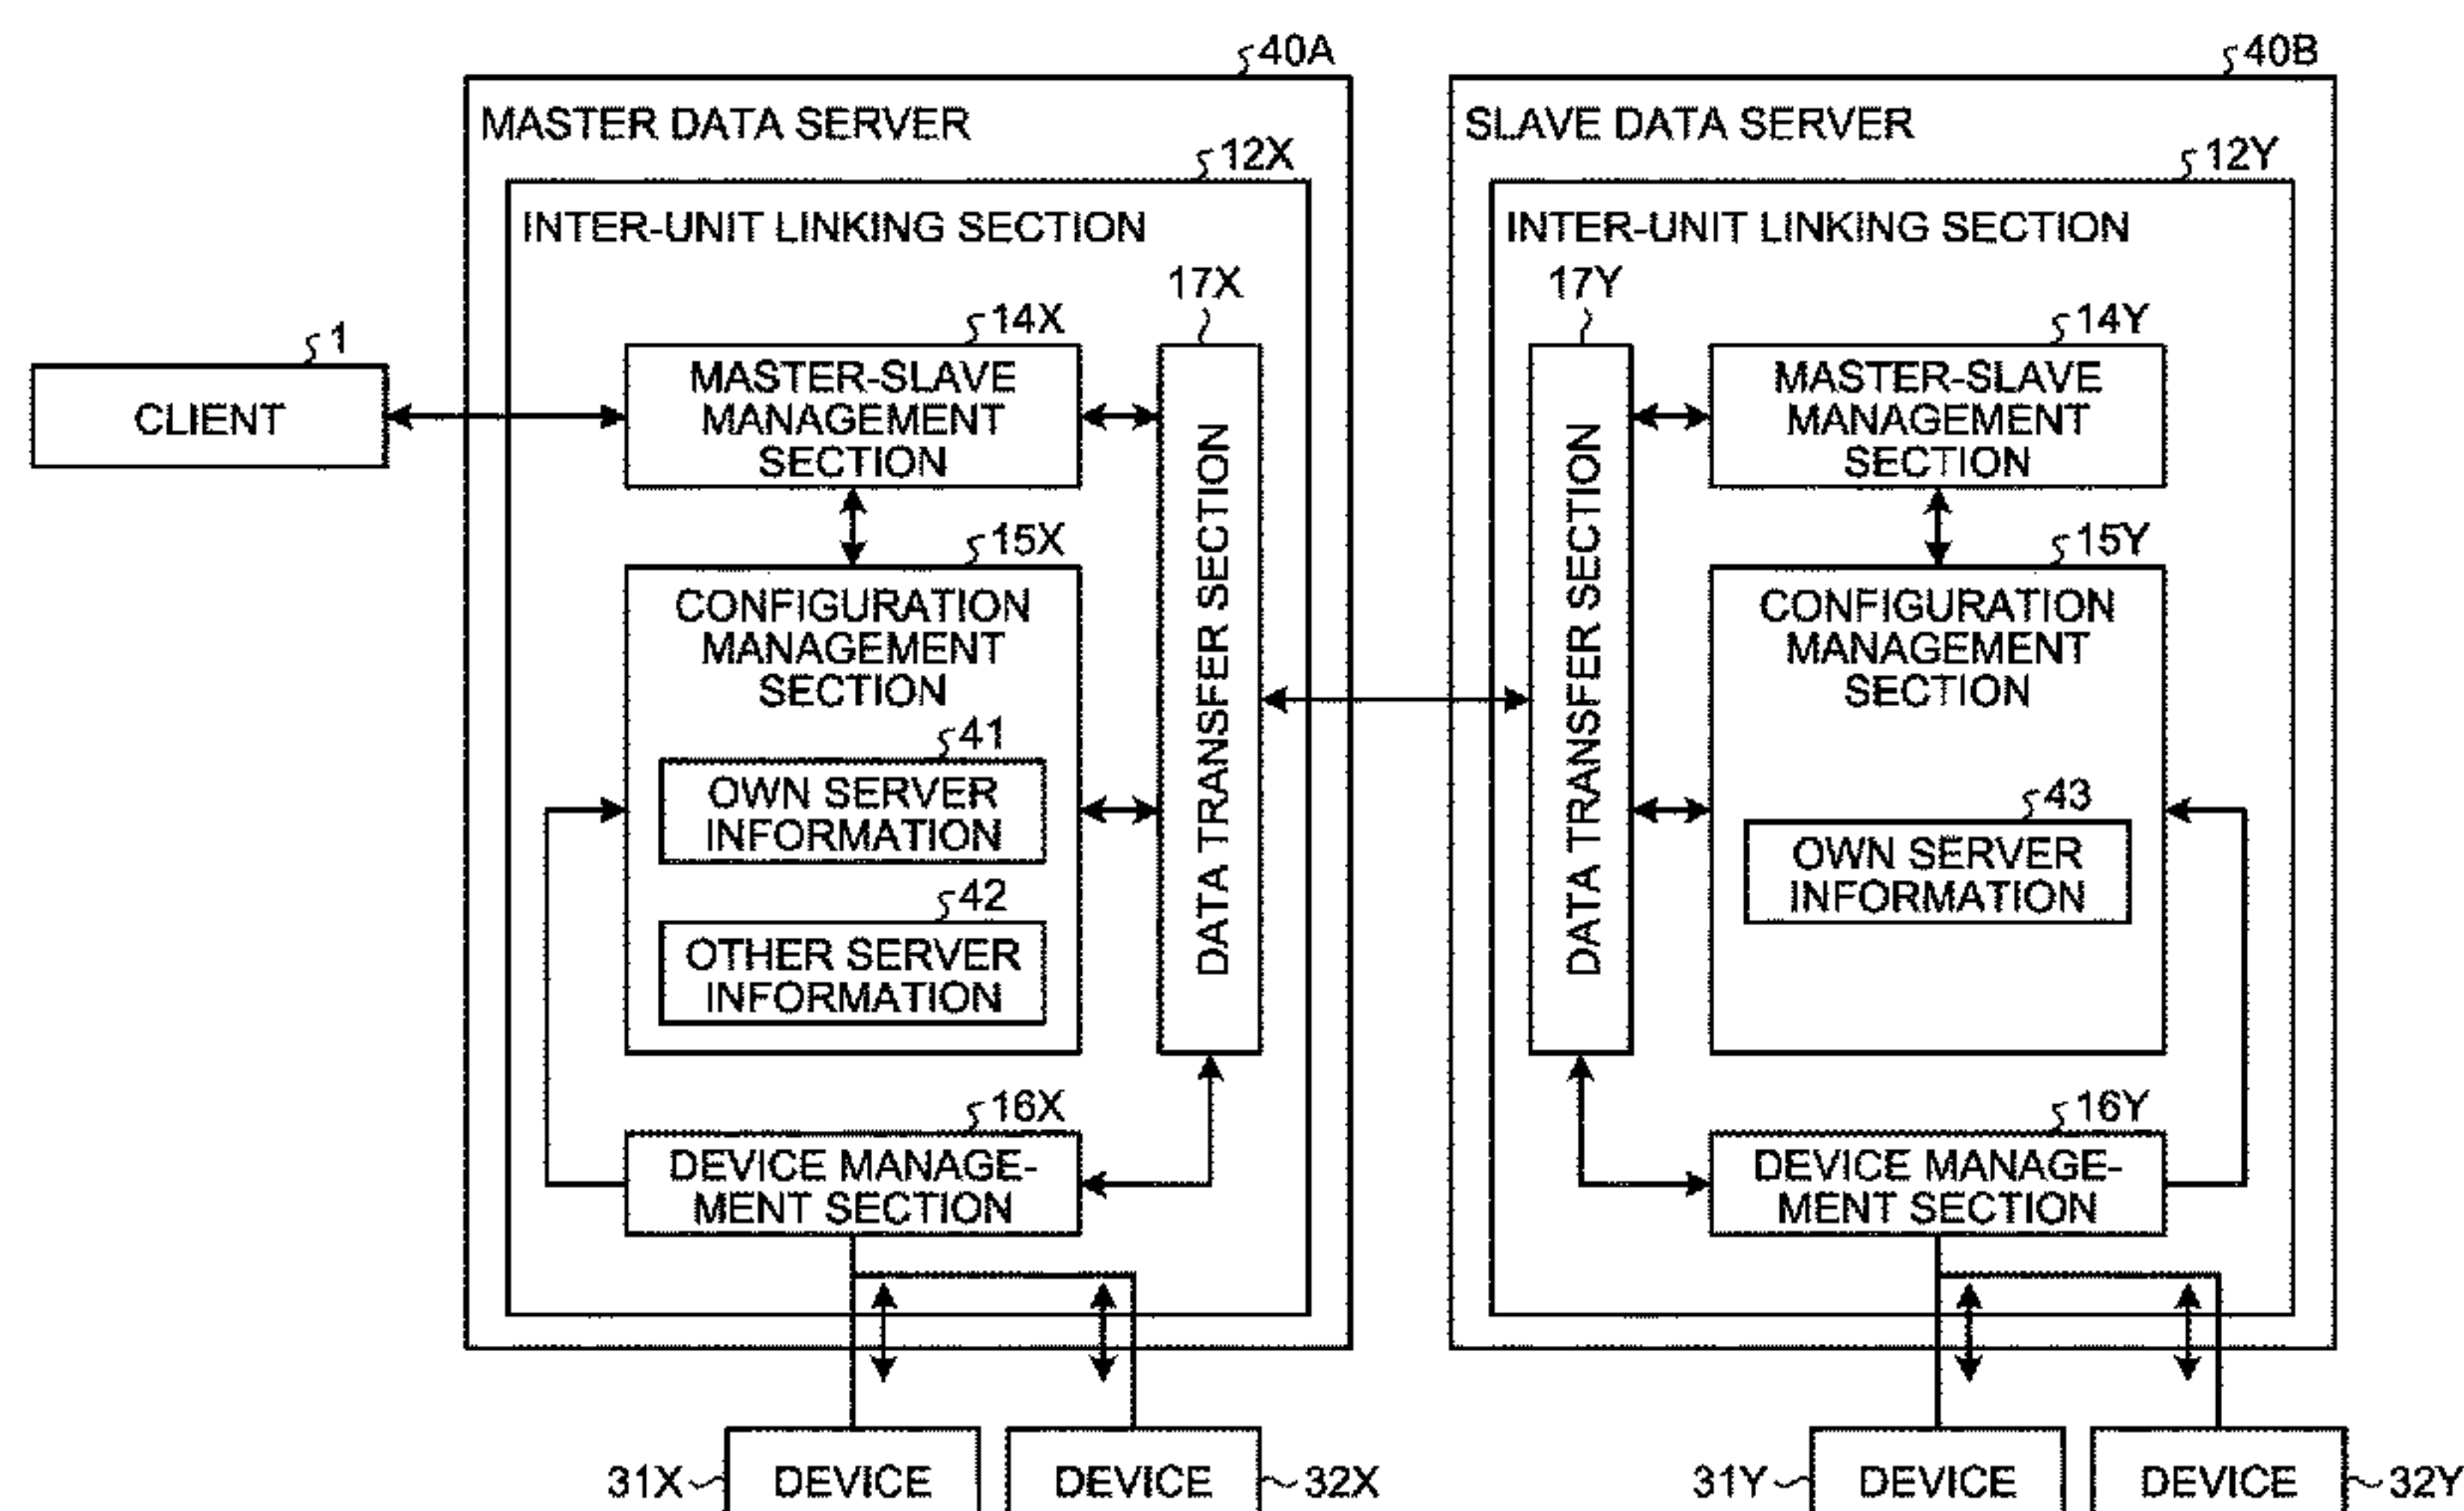 40A
40B
MASTER DATA SERVER
SLAVE DATA SERVER
12X
12Y
INTER-UNIT LINKING SECTION
INTER-UNIT LINKING SECTION
17X
17Y
1
14X
14Y
CLIENT
MASTER-SLAVE
MANAGEMENT
SECTION
MASTER-SLAVE
MANAGEMENT
SECTION
DATA TRANSFER SECTION
DATA TRANSFER SECTION
15X
15Y
CONFIGURATION
MANAGEMENT
SECTION
CONFIGURATION
MANAGEMENT
SECTION
41
OWN SERVER
INFORMATION
43
OWN SERVER
INFORMATION
42
OTHER SERVER
INFORMATION
16X
16Y
DEVICE MANAGE-
MENT SECTION
DEVICE MANAGE-
MENT SECTION
31X
DEVICE
DEVICE
32X
31Y
DEVICE
DEVICE
32Y